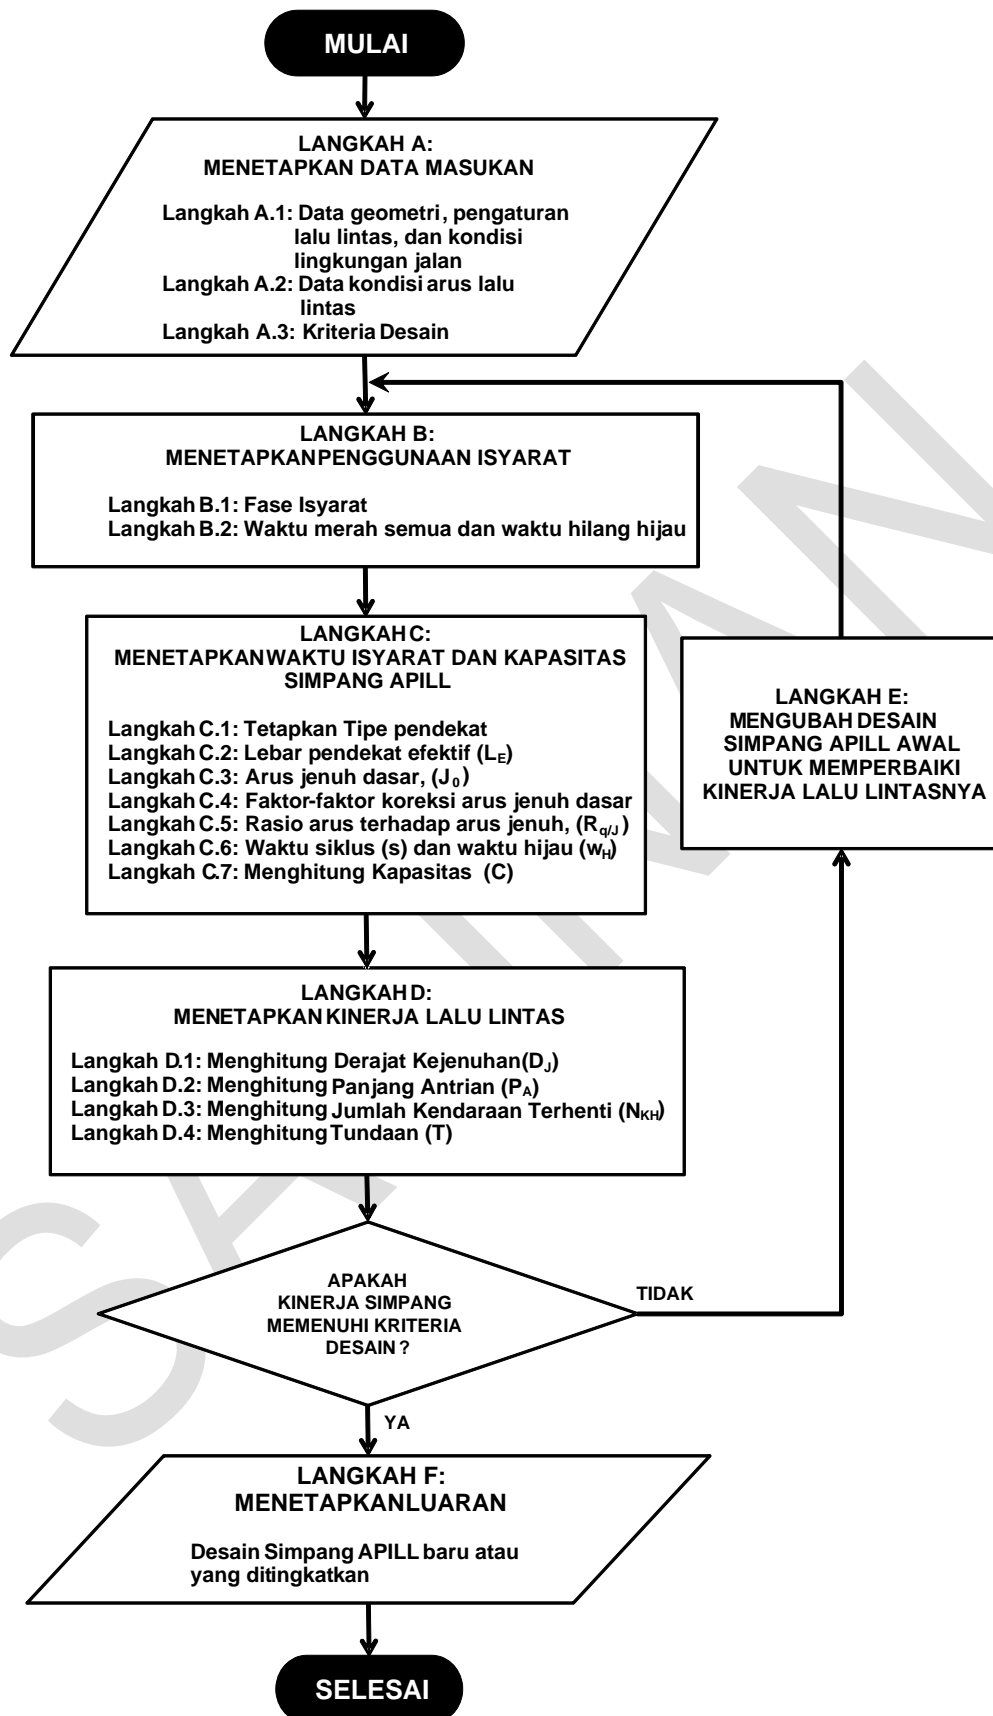 MULAI
LANGKAH A:
MENETAPKAN DATA MASUKAN
Langkah A.1: Data geometri, pengaturan
lalu lintas, dan kondisi
lingkungan jalan
Langkah A.2: Data kondisi arus lalu
lintas
Langkah A.3: Kriteria Desain
LANGKAH B:
MENETAPKAN PENGGUNAAN ISYARAT
Langkah B.1: Fase Isyarat
Langkah B.2: Waktu merah semua dan waktu hilang hijau
LANGKAH C:
MENETAPKAN WAKTU ISYARAT DAN KAPASITAS
SIMPANG APILL
Langkah C.1: Tetapkan Tipe pendekat
Langkah C.2: Lebar pendekat efektif (LE)
Langkah C.3: Arus jenuh dasar, (J0)
Langkah C.4: Faktor-faktor koreksi arus jenuh dasar
Langkah C.5: Rasio arus terhadap arus jenuh, (Rq/J)
Langkah C.6: Waktu siklus (s) dan waktu hijau (wH)
Langkah C.7: Menghitung Kapasitas (C)
LANGKAH E:
MENGUBAH DESAIN
SIMPANG APILL AWAL
UNTUK MEMPERBAIKI
KINERJA LALU LINTASNYA
LANGKAH D:
MENETAPKAN KINERJA LALU LINTAS
Langkah D.1: Menghitung Derajat Kejenuhan(DJ)
Langkah D.2: Menghitung Panjang Antrian (PA)
Langkah D.3: Menghitung Jumlah Kendaraan Terhenti (NKH)
Langkah D.4: Menghitung Tundaan (T)
APAKAH
KINERJA SIMPANG
MEMENUHI KRITERIA
DESAIN ?
TIDAK
YA
LANGKAH F:
MENETAPKAN LUARAN
Desain Simpang APILL baru atau
yang ditingkatkan
SELESAI